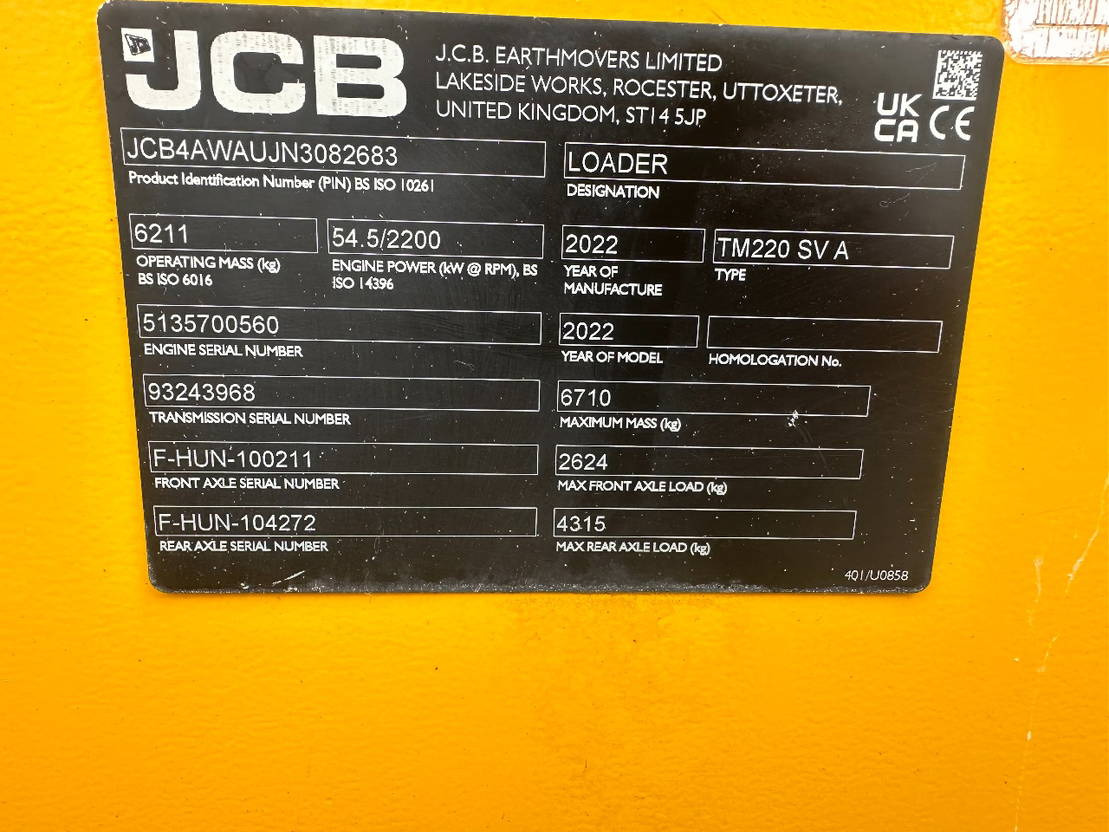 JCB
J.C.B. EARTHMOVERS LIMITED
LAKESIDE WORKS, ROCESTER, UTTOXETER,
UNITED KINGDOM, ST14 5JP
UK
CA CE
JCB4AWAUJN3082683
Product Identification Number (PIN) BS ISO 10261
LOADER
DESIGNATION
6211
OPERATING MASS (kg)
BS ISO 6016
54.5/2200
ENGINE POWER (kW @ RPM), BS
ISO 14396
2022
YEAR OF
MANUFACTURE
TM220 SV A
TYPE
5135700560
ENGINE SERIAL NUMBER
2022
YEAR OF MODEL
HOMOLOGATION No.
93243968
TRANSMISSION SERIAL NUMBER
6710
MAXIMUM MASS (kg)
F-HUN-100211
FRONT AXLE SERIAL NUMBER
2624
MAX FRONT AXLE LOAD (kg)
F-HUN-104272
REAR AXLE SERIAL NUMBER
4315
MAX REAR AXLE LOAD (kg)
401/U0858